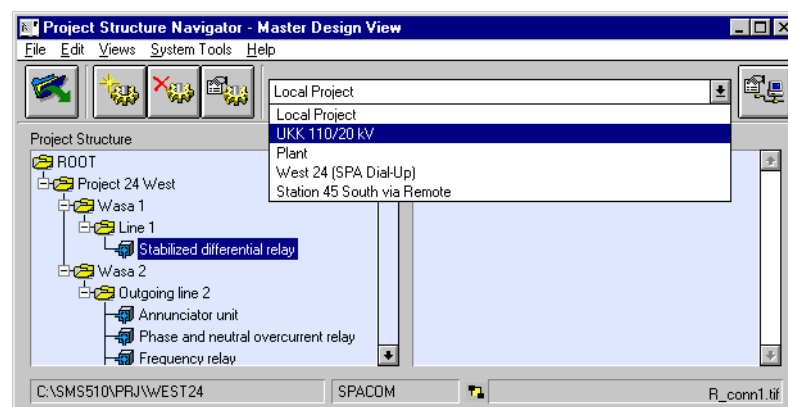 Project Structure Navigator - Master Design View
File Edit Views System Tools Help
Local Project
Local Project
UKK 110/20 kV
Plant
West 24 (SPA Dial-Up)
Station 45 South via Remote
Project Structure
ROOT
Project 24 West
Wasa 1
Line 1
Stabilized differential relay
Wasa 2
Outgoing line 2
Annunciator unit
Phase and neutral overcurrent relay
Frequency relay
C:\SMS510\PRJ\WEST24 SPACOM R_conn1.tif